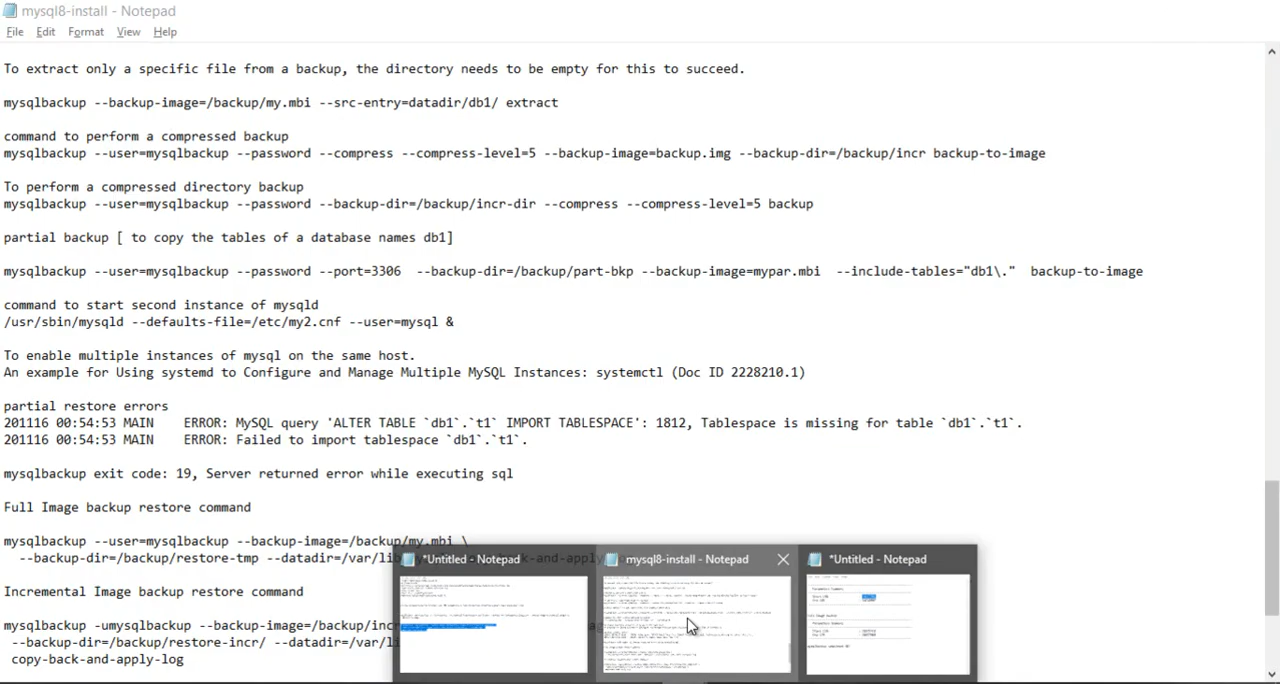 mysql8-install - Notepad
File Edit Format View Help
To extract only a specific file from a backup, the directory needs to be empty for this to succeed.
mysqlbackup --backup-image=/backup/my.mbi --src-entry=datadir/db1/ extract
command to perform a compressed backup
mysqlbackup --user=mysqlbackup --password --compress --compress-level=5 --backup-image=backup.img --backup-dir=/backup/incr backup-to-image
To perform a compressed directory backup
mysqlbackup --user=mysqlbackup --password --backup-dir=/backup/incr-dir --compress --compress-level=5 backup
partial backup [ to copy the tables of a database names db1]
mysqlbackup --user=mysqlbackup --password --port=3306  --backup-dir=/backup/part-bkp --backup-image=mypar.mbi  --include-tables="db1\."  backup-to-image
command to start second instance of mysqld
/usr/sbin/mysqld --defaults-file=/etc/my2.cnf --user=mysql &
To enable multiple instances of mysql on the same host.
An example for Using systemd to Configure and Manage Multiple MySQL Instances: systemctl (Doc ID 2228210.1)
partial restore errors
201116 00:54:53 MAIN    ERROR: MySQL query 'ALTER TABLE `db1`.`t1` IMPORT TABLESPACE': 1812, Tablespace is missing for table `db1`.`t1`.
201116 00:54:53 MAIN    ERROR: Failed to import tablespace `db1`.`t1`.
mysqlbackup exit code: 19, Server returned error while executing sql
Full Image backup restore command
mysqlbackup --user=mysqlbackup --backup-image=/backup/my.mbi \
--backup-dir=/backup/restore-tmp --datadir=/var/li
Incremental Image backup restore command
mysqlbackup -umysqlbackup --backup-image=/backu
--backup-dir=/backup/restore-incr/ --datadir=/var/li
copy-back-and-apply-log
*Untitled - Notepad
mysql8-install - Notepad
*Untitled - Notepad